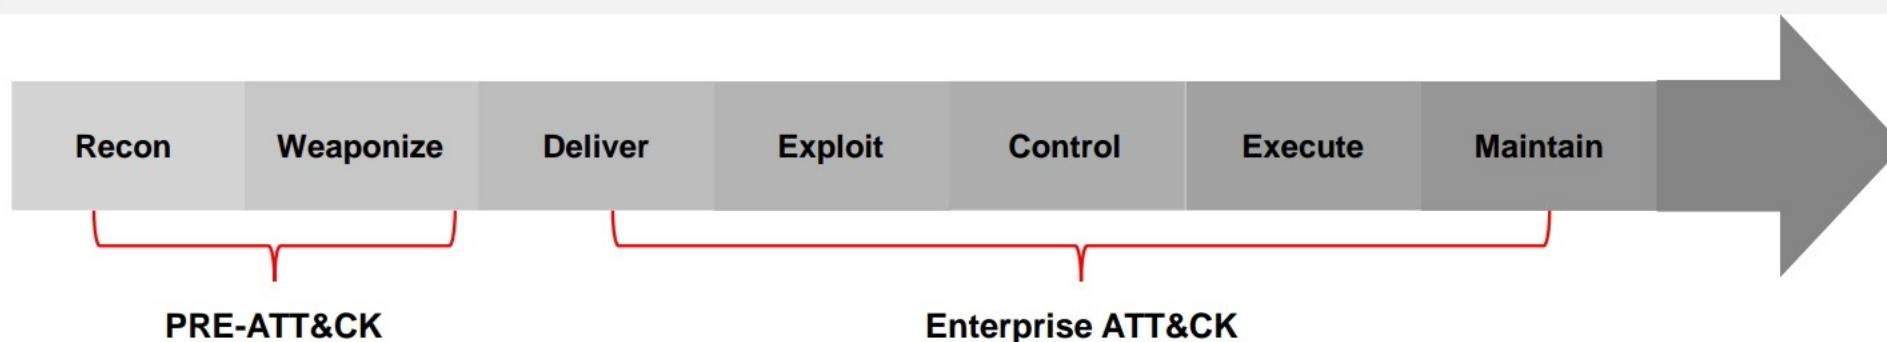 Recon Weaponize Deliver Exploit Control Execute Maintain
PRE-ATT&CK Enterprise ATT&CK